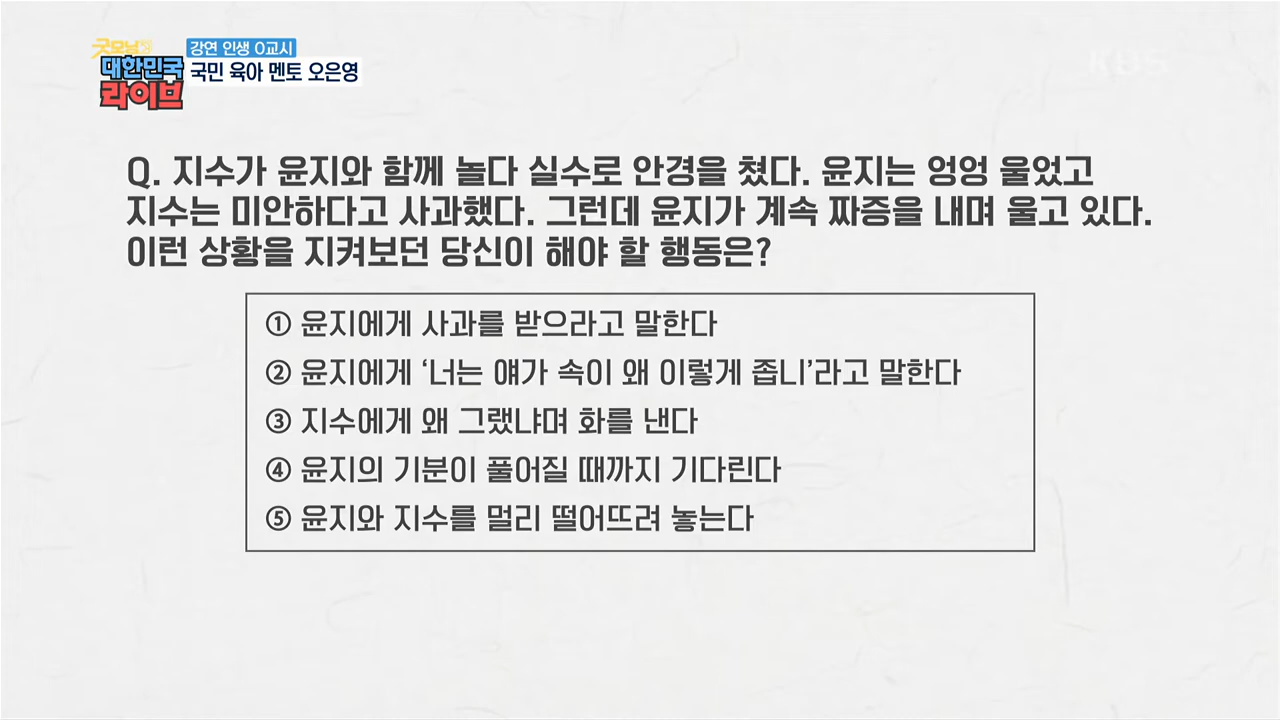 굿모닝
대한민국
라이브
강연 인생 0교시
국민 육아 멘토 오은영
KBS
Q. 지수가 윤지와 함께 놀다 실수로 안경을 쳤다. 윤지는 엉엉 울었고
지수는 미안하다고 사과했다. 그런데 윤지가 계속 짜증을 내며 울고 있다.
이런 상황을 지켜보던 당신이 해야 할 행동은?
① 윤지에게 사과를 받으라고 말한다
② 윤지에게 ‘너는 얘가 속이 왜 이렇게 좁니’라고 말한다
③ 지수에게 왜 그랬냐며 화를 낸다
④ 윤지의 기분이 풀어질 때까지 기다린다
⑤ 윤지와 지수를 멀리 떨어뜨려 놓는다